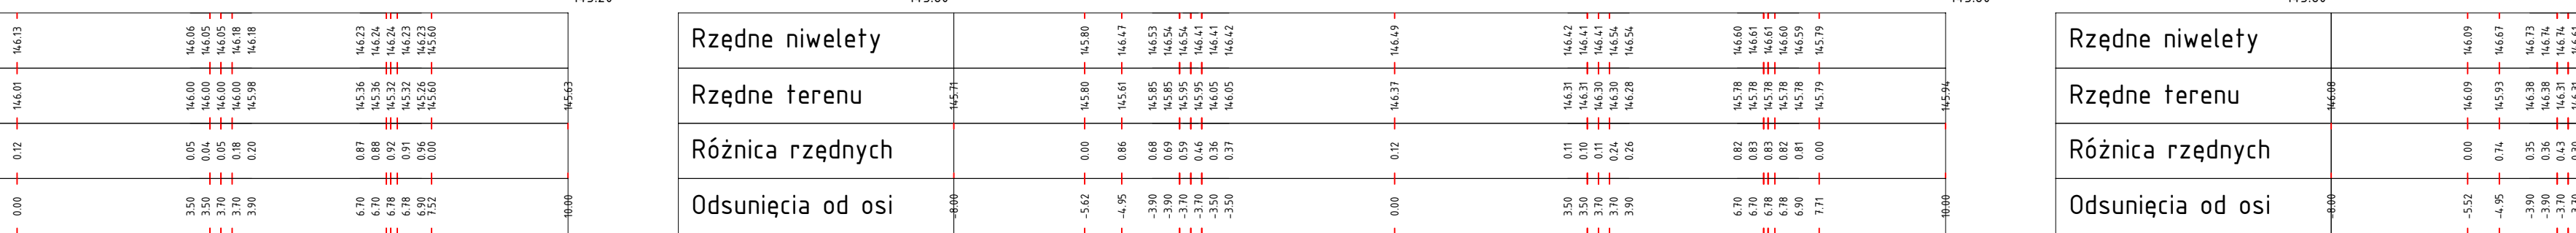 146.13 146.06 146.05 146.05 146.18 146.18 146.23 146.24 146.24 146.23 146.23 145.60
146.01 146.00 146.00 146.00 146.00 145.98 145.36 145.36 145.32 145.32 145.26 145.60 145.63
0.12 0.05 0.04 0.05 0.18 0.20 0.87 0.88 0.92 0.91 0.96 0.00
0.00 3.50 3.50 3.70 3.70 3.90 6.70 6.70 6.78 6.78 6.90 7.52 10.00
Rzędne niwelety 145.80 146.47 146.53 146.54 146.54 146.41 146.41 146.42 146.49 146.42 146.41 146.41 146.54 146.54 146.60 146.61 146.61 146.60 146.59 145.79
Rzędne terenu 145.71 145.80 145.61 145.85 145.85 145.95 145.95 146.05 146.05 146.37 146.31 146.31 146.30 146.30 146.28 145.78 145.78 145.78 145.78 145.78 145.79 145.94
Różnica rzędnych 0.00 0.86 0.68 0.69 0.59 0.46 0.36 0.37 0.12 0.11 0.10 0.11 0.24 0.26 0.82 0.83 0.83 0.82 0.81 0.00
Odsunięcia od osi -8.00 -5.62 -4.95 -3.90 -3.90 -3.70 -3.70 -3.50 -3.50 0.00 3.50 3.50 3.70 3.70 3.90 6.70 6.70 6.78 6.78 6.90 7.71 10.00
Rzędne niwelety 146.09 146.67 146.73 146.74 146.74
Rzędne terenu 146.08 146.09 145.93 146.38 146.38 146.31
Różnica rzędnych 0.00 0.74 0.35 0.36 0.43
Odsunięcia od osi -8.00 -5.52 -4.95 -3.90 -3.90 -3.70